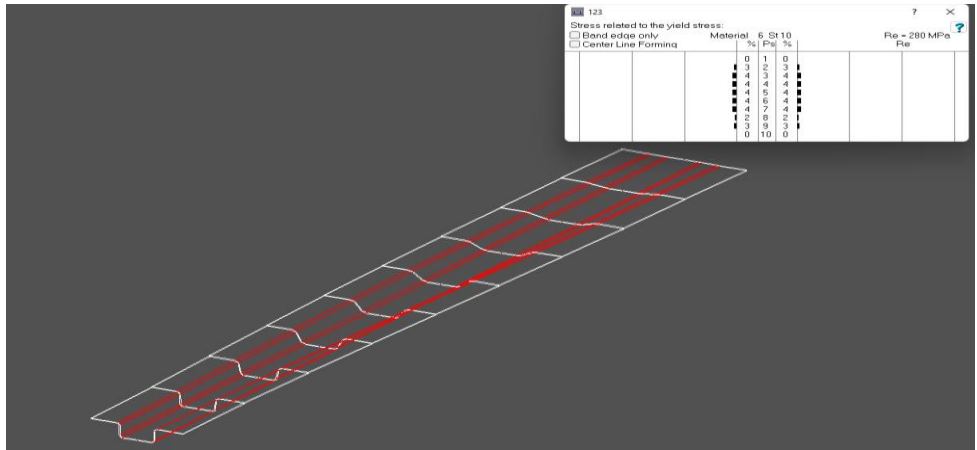 123 ? ×
Stress related to the yield stress:
Band edge only Material 6 St 10 Re = 280 MPa
Center Line Forming % Ps % Re
0 1 0
3 2 3
4 3 4
4 4 4
4 5 4
4 6 4
4 7 4
2 8 2
3 9 3
0 10 0
?